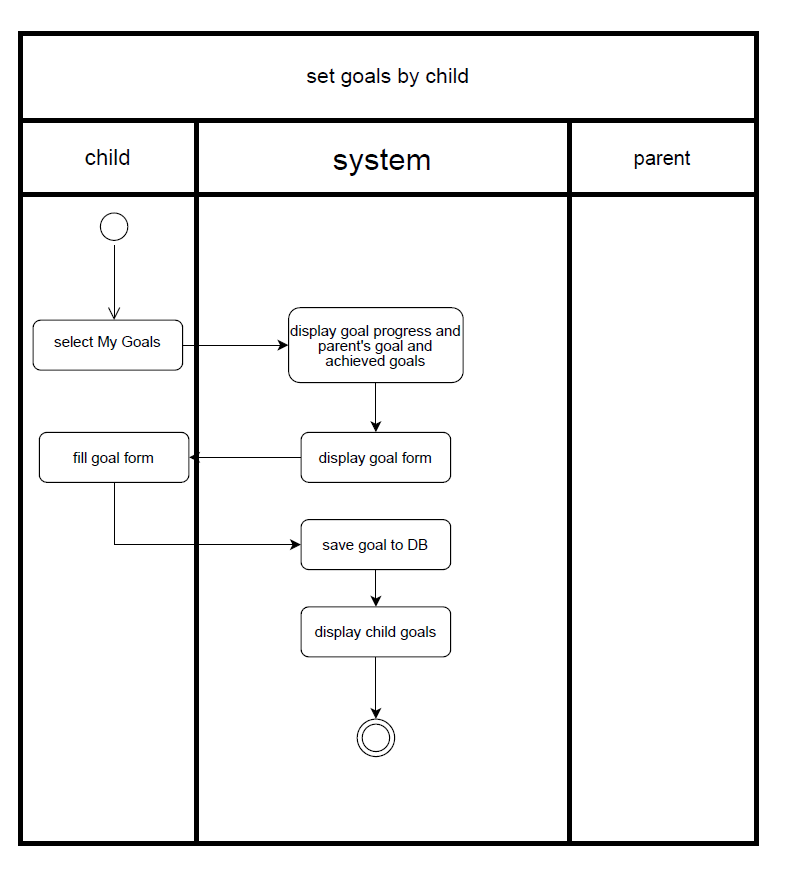 set goals by child
child
system
parent
select My Goals
display goal progress and
parent's goal and
achieved goals
fill goal form
display goal form
save goal to DB
display child goals